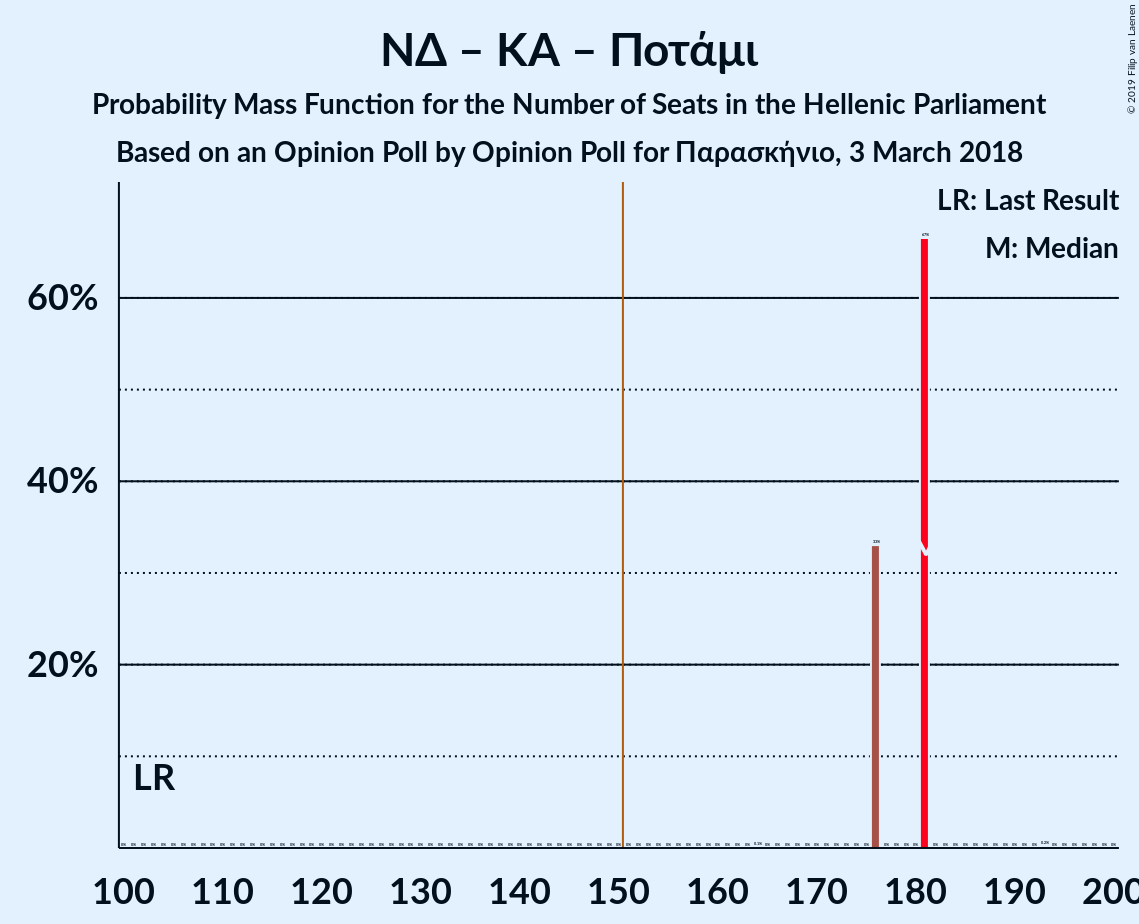 ΝΔ – ΚΑ – Ποτάμι
Probability Mass Function for the Number of Seats in the Hellenic Parliament
Based on an Opinion Poll by Opinion Poll for Παρασκήνιο, 3 March 2018
© 2019 Filip van Laenen
LR: Last Result
M: Median
60%
40%
20%
LR
100 110 120 130 140 150 160 170 180 190 200